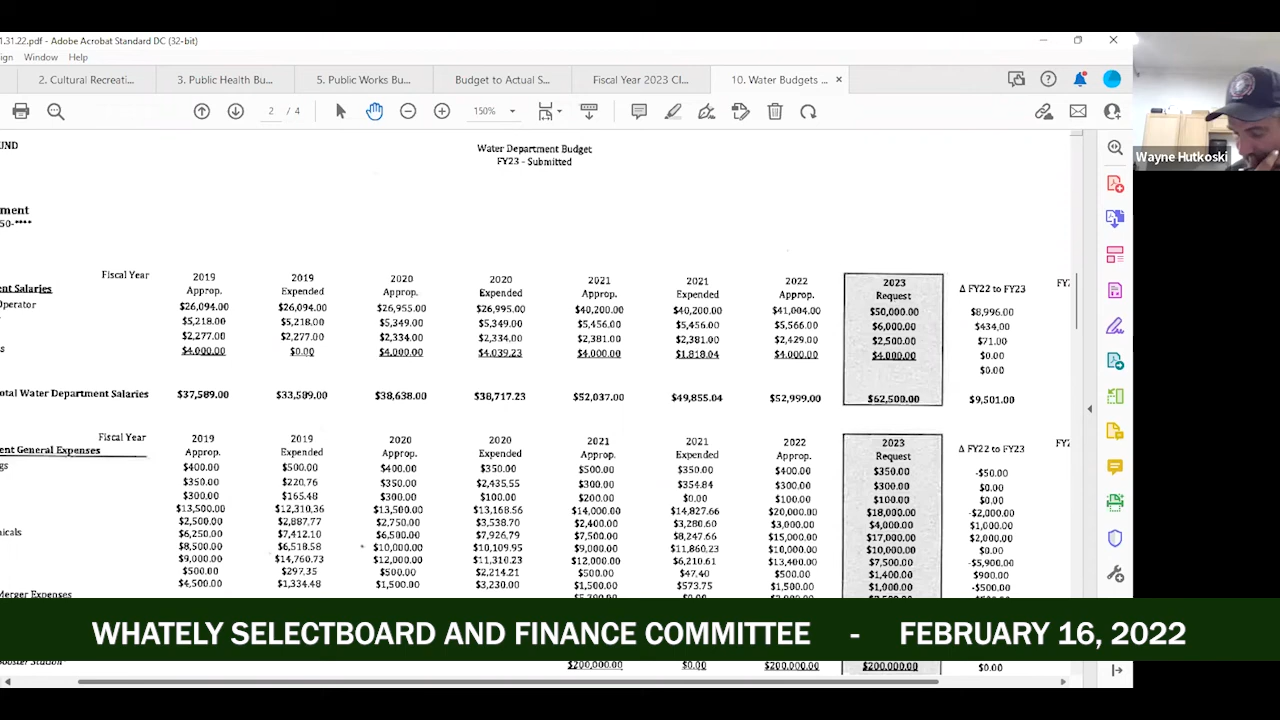 1.31.22.pdf - Adobe Acrobat Standard DC (32-bit)
ign Window Help
2. Cultural Recreati... 3. Public Health Bu... 5. Public Works Bu... Budget to Actual S... Fiscal Year 2023 Cl... 10. Water Budgets ... ×
2 / 4 150%
Wayne Hutkoski
UND
Water Department Budget
FY23 - Submitted
ment
50-****
Fiscal Year 2019 2019 2020 2020 2021 2021 2022 2023 Δ FY22 to FY23 FY
ent Salaries Approp. Expended Approp. Expended Approp. Expended Approp. Request
Operator $26,094.00 $26,094.00 $26,955.00 $26,995.00 $40,200.00 $40,200.00 $41,004.00 $50,000.00 $8,996.00
$5,218.00 $5,218.00 $5,349.00 $5,349.00 $5,456.00 $5,456.00 $5,566.00 $6,000.00 $434.00
$2,277.00 $2,277.00 $2,334.00 $2,334.00 $2,381.00 $2,381.00 $2,429.00 $2,500.00 $71.00
s $4,000.00 $0.00 $4,000.00 $4,039.23 $4,000.00 $1,818.04 $4,000.00 $4,000.00 $0.00
$0.00
otal Water Department Salaries $37,589.00 $33,589.00 $38,638.00 $38,717.23 $52,037.00 $49,855.04 $52,999.00 $62,500.00 $9,501.00
Fiscal Year 2019 2019 2020 2020 2021 2021 2022 2023 Δ FY22 to FY23 FY
ent General Expenses Approp. Expended Approp. Expended Approp. Expended Approp. Request
gs $400.00 $500.00 $400.00 $350.00 $500.00 $350.00 $400.00 $350.00 -$50.00
$350.00 $220.76 $350.00 $2,435.55 $300.00 $354.84 $300.00 $300.00 $0.00
$300.00 $165.48 $300.00 $100.00 $200.00 $0.00 $100.00 $100.00 $0.00
$13,500.00 $12,310.36 $13,500.00 $13,168.56 $14,000.00 $14,827.66 $20,000.00 $18,000.00 -$2,000.00
$2,500.00 $2,887.77 $2,750.00 $3,538.70 $2,400.00 $3,280.60 $3,000.00 $4,000.00 $1,000.00
nicals $6,250.00 $7,412.10 $6,500.00 $7,926.79 $7,500.00 $8,247.66 $15,000.00 $17,000.00 $2,000.00
$8,500.00 $6,518.58 $10,000.00 $10,109.95 $9,000.00 $11,860.23 $10,000.00 $10,000.00 $0.00
$9,000.00 $14,760.73 $12,000.00 $11,310.23 $12,000.00 $6,210.61 $13,400.00 $7,500.00 -$5,900.00
$500.00 $297.35 $500.00 $2,214.21 $500.00 $47.40 $500.00 $1,400.00 $900.00
$4,500.00 $1,334.48 $1,500.00 $3,230.00 $1,500.00 $573.75 $1,500.00 $1,000.00 -$500.00
Merger Expenses
WHATELY SELECTBOARD AND FINANCE COMMITTEE - FEBRUARY 16, 2022
Booster Station $200,000.00 $0.00 $200,000.00 $200,000.00 $0.00